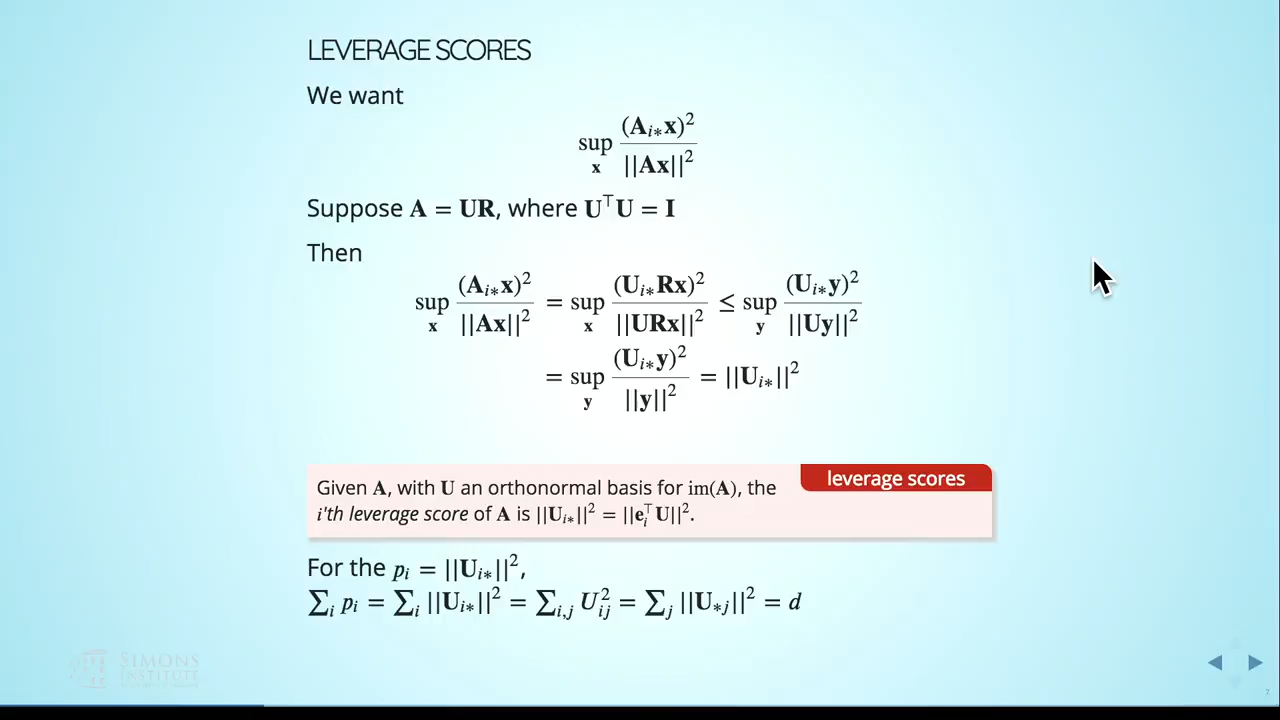 LEVERAGE SCORES
We want
sup_x (A_{i*}x)² / ||Ax||²
Suppose A = UR, where U^⊤U = I
Then
sup_x (A_{i*}x)² / ||Ax||² = sup_x (U_{i*}Rx)² / ||URx||² ≤ sup_y (U_{i*}y)² / ||Uy||²
= sup_y (U_{i*}y)² / ||y||² = ||U_{i*}||²
leverage scores
Given A, with U an orthonormal basis for im(A), the
i'th leverage score of A is ||U_{i*}||² = ||e_i^⊤U||².
For the p_i = ||U_{i*}||²,
∑_i p_i = ∑_i ||U_{i*}||² = ∑_{i,j} U_{ij}² = ∑_j ||U_{*j}||² = d
SIMONS
INSTITUTE
7